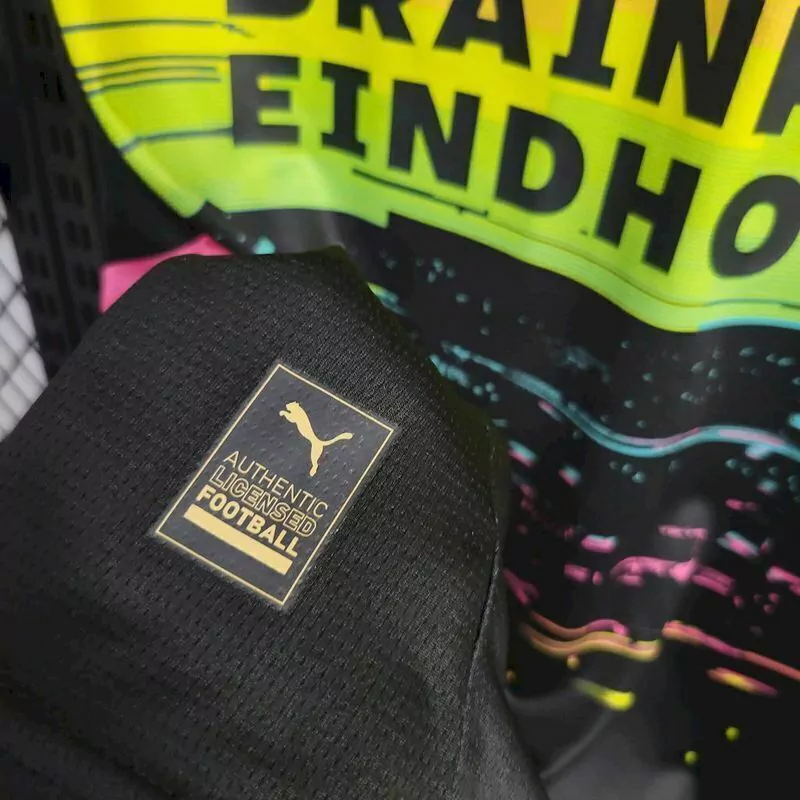 BRAIN
EINDHO
AUTHENTIC
LICENSED
FOOTBALL